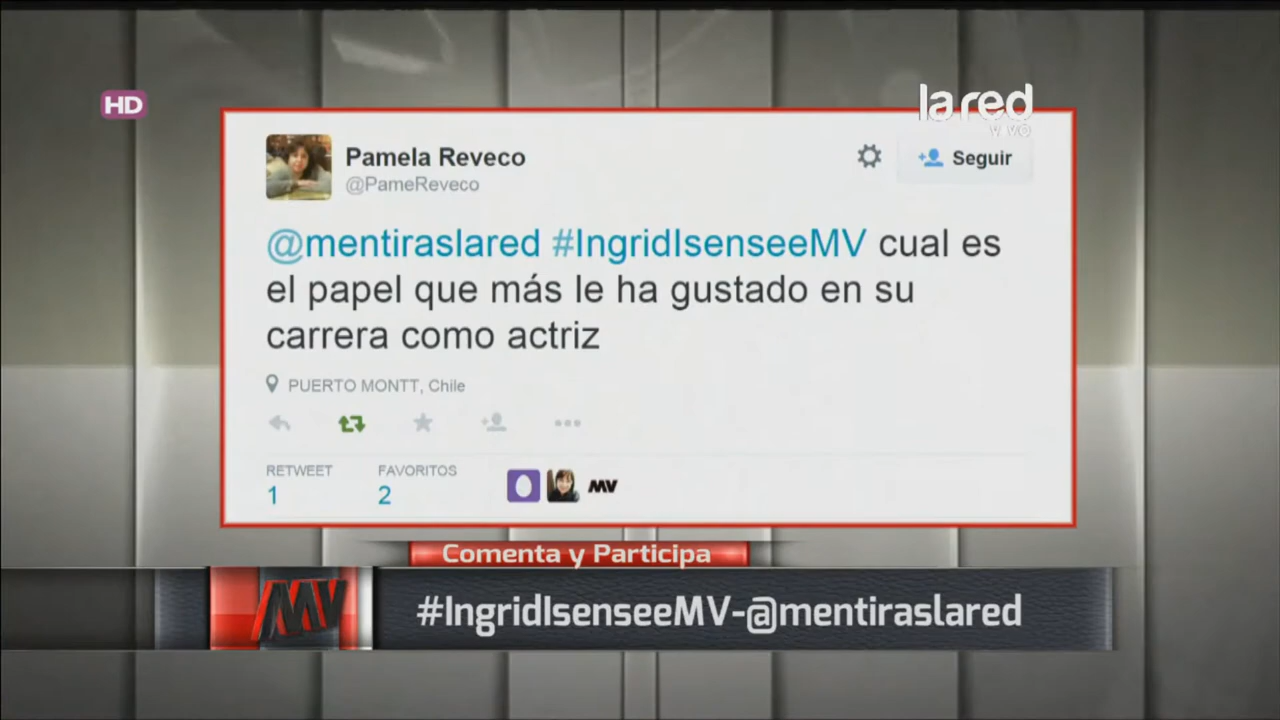 HD
la red
VIVO
Pamela Reveco
@PameReveco
Seguir
@mentiraslared #IngridIsenseeMV cual es
el papel que más le ha gustado en su
carrera como actriz
PUERTO MONTT, Chile
RETWEET
1
FAVORITOS
2
MV
Comenta y Participa
MV
#IngridIsenseeMV-@mentiraslared